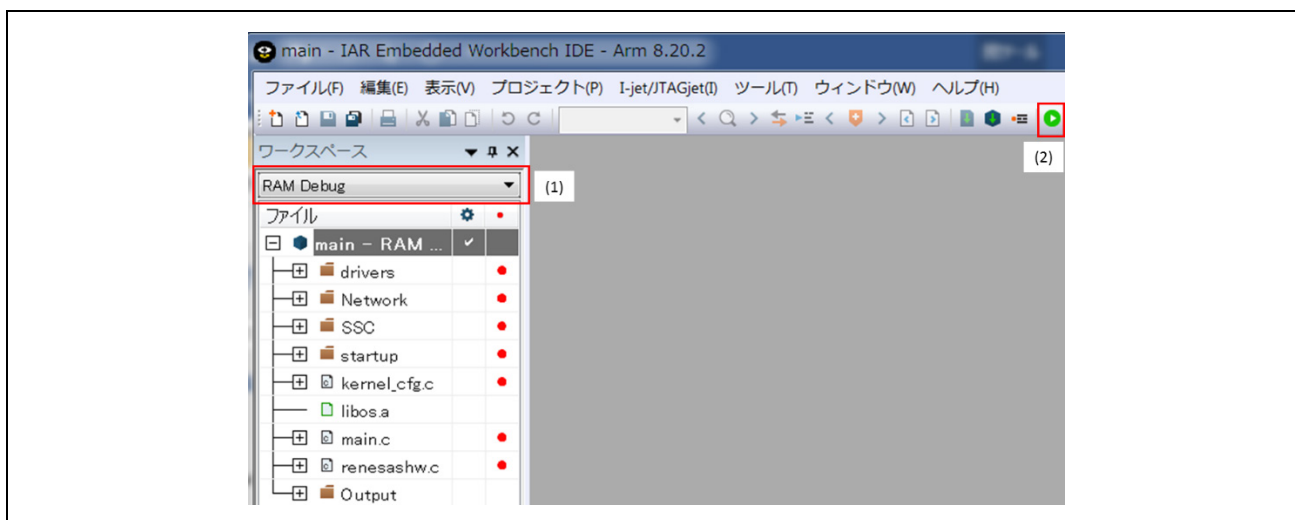 main - IAR Embedded Workbench IDE - Arm 8.20.2
ファイル(F) 編集(E) 表示(V) プロジェクト(P) I-jet/JTAGjet(I) ツール(T) ウィンドウ(W) ヘルプ(H)
ワークスペース
(2)
RAM Debug
(1)
ファイル
main - RAM ...
drivers
Network
SSC
startup
kernel_cfg.c
libos.a
main.c
renesashw.c
Output